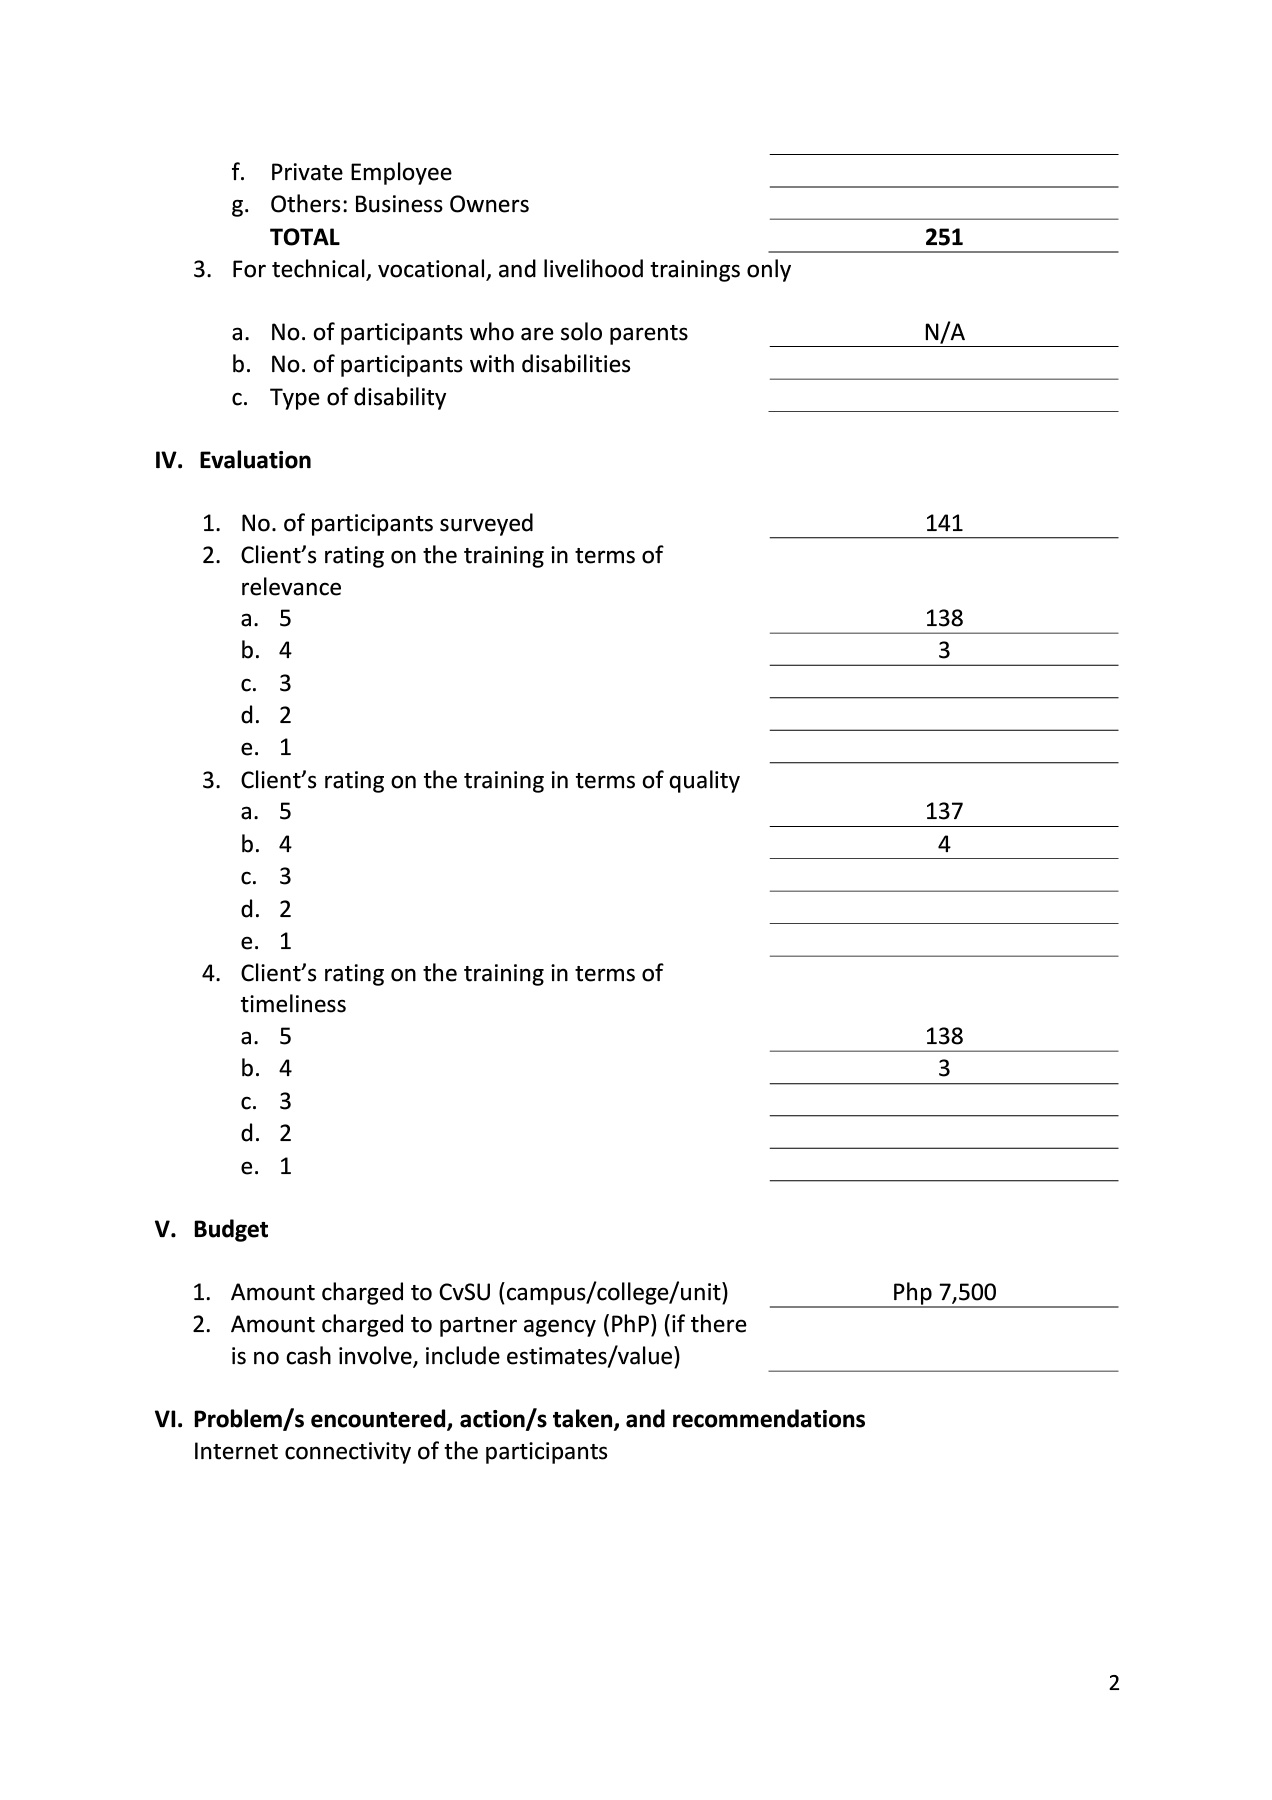 f. Private Employee
g. Others: Business Owners
TOTAL 251
3. For technical, vocational, and livelihood trainings only
a. No. of participants who are solo parents N/A
b. No. of participants with disabilities
c. Type of disability
IV. Evaluation
1. No. of participants surveyed 141
2. Client’s rating on the training in terms of
relevance
a. 5 138
b. 4 3
c. 3
d. 2
e. 1
3. Client’s rating on the training in terms of quality
a. 5 137
b. 4 4
c. 3
d. 2
e. 1
4. Client’s rating on the training in terms of
timeliness
a. 5 138
b. 4 3
c. 3
d. 2
e. 1
V. Budget
1. Amount charged to CvSU (campus/college/unit) Php 7,500
2. Amount charged to partner agency (PhP) (if there
is no cash involve, include estimates/value)
VI. Problem/s encountered, action/s taken, and recommendations
Internet connectivity of the participants
2